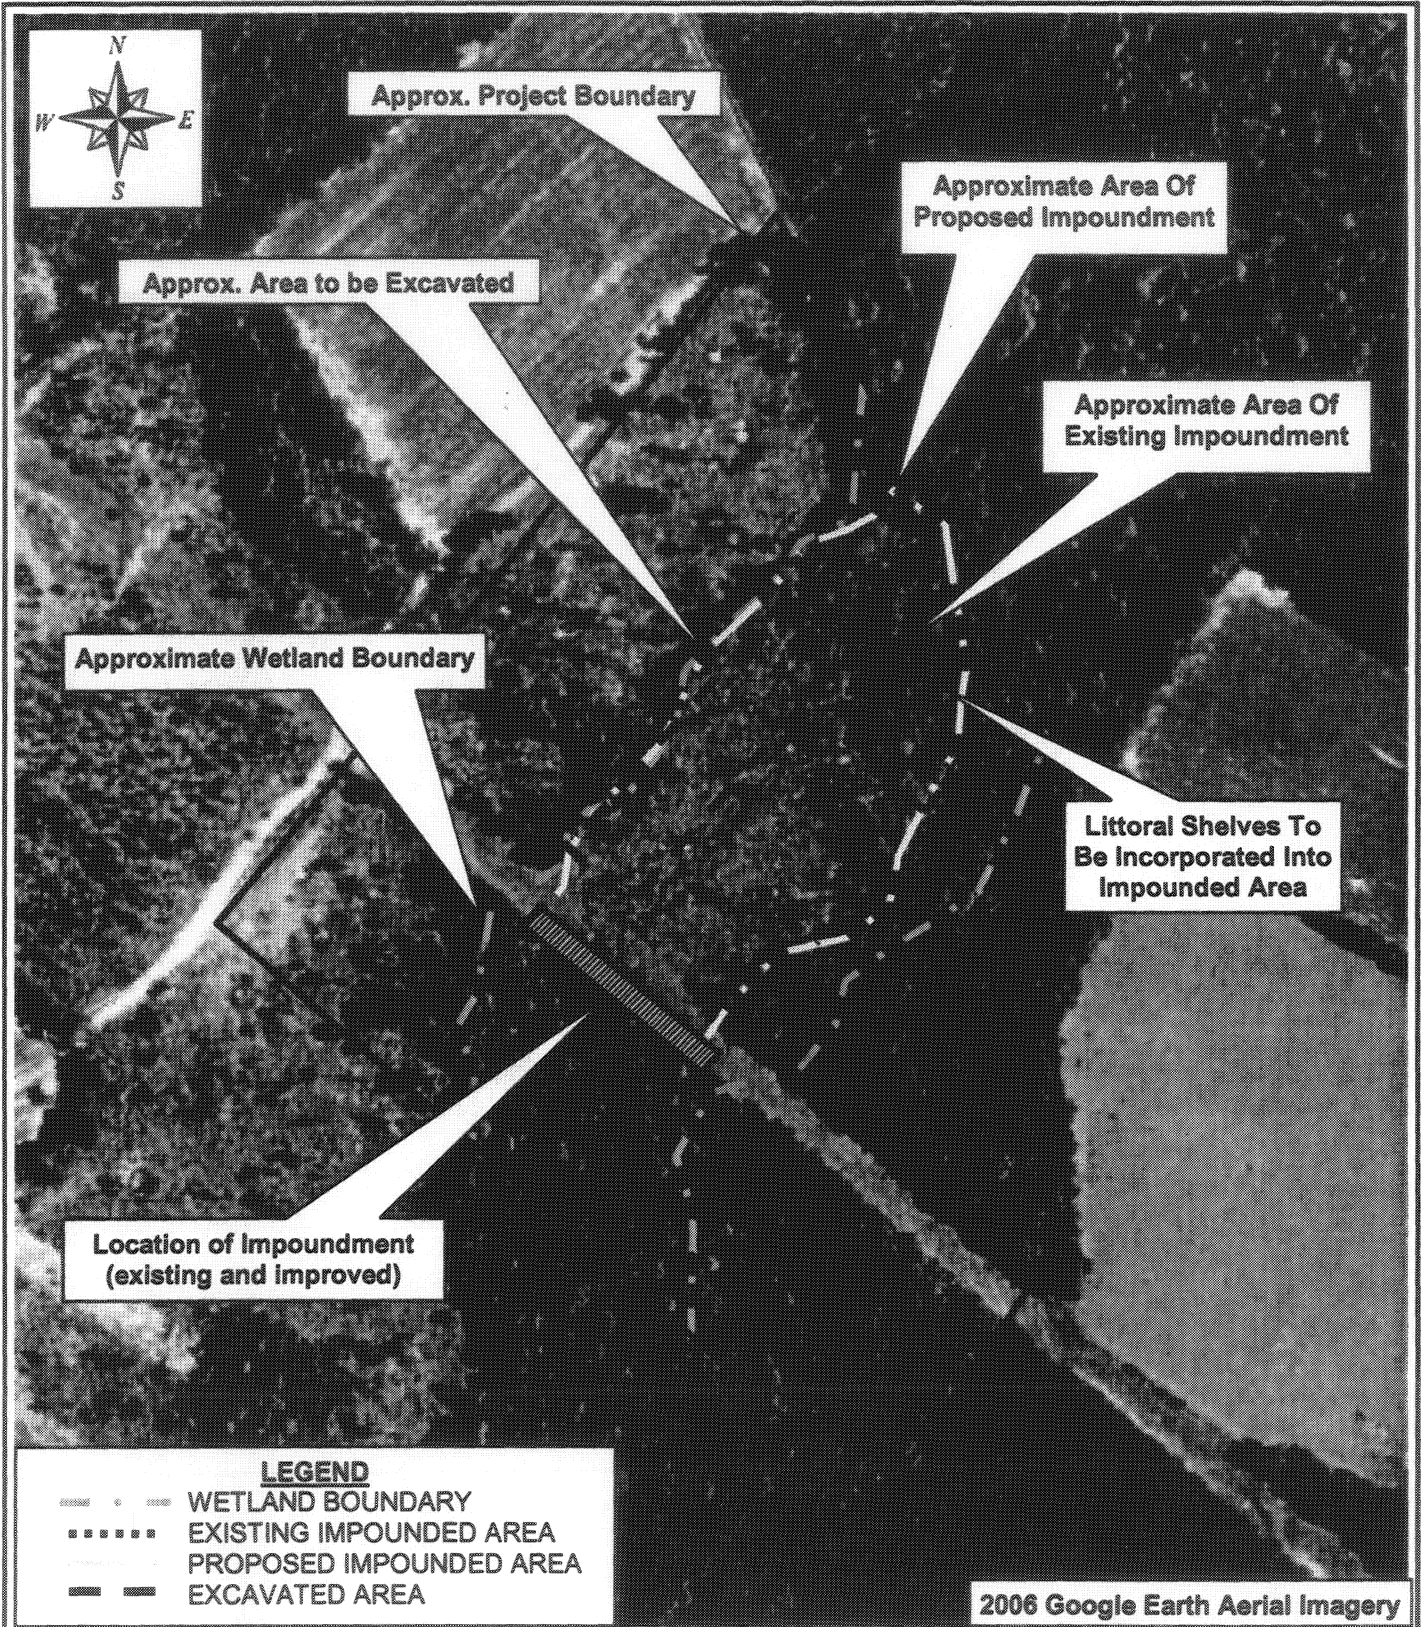 N
W E
S
Approx. Project Boundary
Approximate Area Of
Proposed Impoundment
Approx. Area to be Excavated
Approximate Area Of
Existing Impoundment
Approximate Wetland Boundary
Littoral Shelves To
Be Incorporated Into
Impounded Area
Location of Impoundment
(existing and improved)
LEGEND
WETLAND BOUNDARY
EXISTING IMPOUNDED AREA
PROPOSED IMPOUNDED AREA
EXCAVATED AREA
2006 Google Earth Aerial Imagery